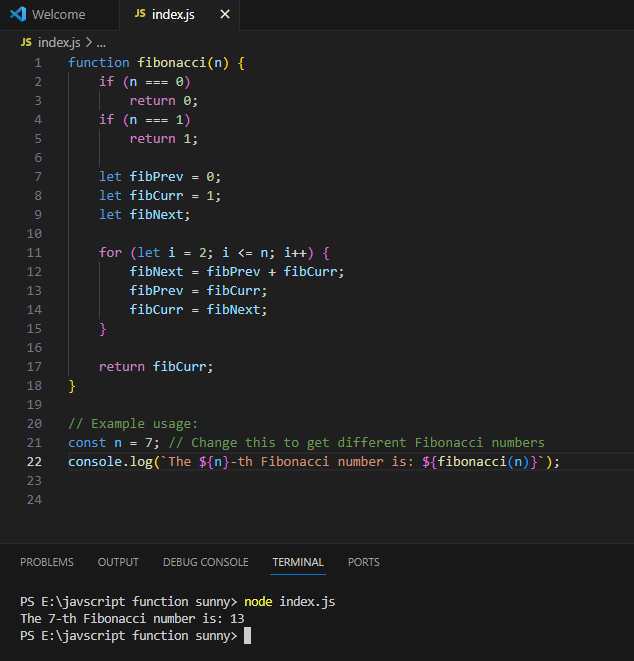 Welcome
JS index.js ×
JS index.js > ...
1 function fibonacci(n) {
2     if (n === 0)
3         return 0;
4     if (n === 1)
5         return 1;
6
7     let fibPrev = 0;
8     let fibCurr = 1;
9     let fibNext;
10
11     for (let i = 2; i <= n; i++) {
12         fibNext = fibPrev + fibCurr;
13         fibPrev = fibCurr;
14         fibCurr = fibNext;
15     }
16
17     return fibCurr;
18 }
19
20 // Example usage:
21 const n = 7; // Change this to get different Fibonacci numbers
22 console.log(`The ${n}-th Fibonacci number is: ${fibonacci(n)}`);
23
24
PROBLEMS OUTPUT DEBUG CONSOLE TERMINAL PORTS
PS E:\javscript function sunny> node index.js
The 7-th Fibonacci number is: 13
PS E:\javscript function sunny>